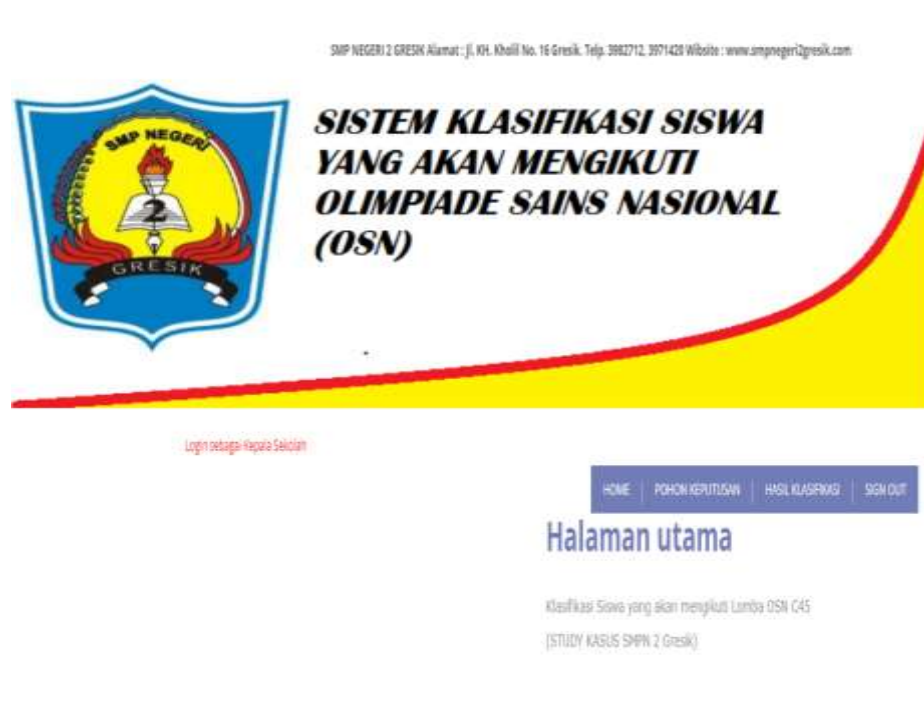 SMP NEGERI 2 GRESIK Alamat : Jl. KH. Kholil No. 16 Gresik. Telp. 3982712, 3971420 Wibsite : www.smpnegeri2gresik.com
SMP NEGERI
2
GRESIK
SISTEM KLASIFIKASI SISWA
YANG AKAN MENGIKUTI
OLIMPIADE SAINS NASIONAL
(OSN)
Login sebagai Kepala Sekolah
HOME POHON KEPUTUSAN HASIL KLASIFIKASI SIGN OUT
Halaman utama
Klasifikasi Siswa yang akan mengikuti Lomba OSN C45
(STUDY KASUS SMPN 2 Gresik)